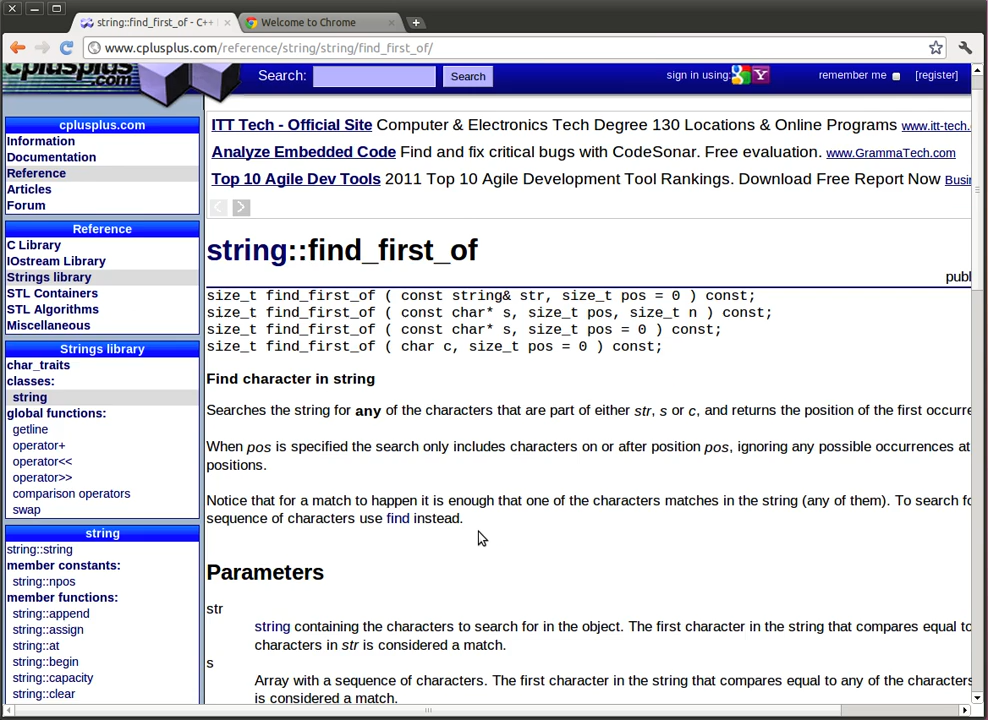 string::find_first_of - C++
Welcome to Chrome
www.cplusplus.com/reference/string/string/find_first_of/
cplusplus
.com
Search:
Search
sign in using:
remember me
[register]
cplusplus.com
Information
Documentation
Reference
Articles
Forum
Reference
C Library
IOstream Library
Strings library
STL Containers
STL Algorithms
Miscellaneous
Strings library
char_traits
classes:
string
global functions:
getline
operator+
operator<<
operator>>
comparison operators
swap
string
string::string
member constants:
string::npos
member functions:
string::append
string::assign
string::at
string::begin
string::capacity
string::clear
ITT Tech - Official Site Computer & Electronics Tech Degree 130 Locations & Online Programs www.itt-tech.
Analyze Embedded Code Find and fix critical bugs with CodeSonar. Free evaluation. www.GrammaTech.com
Top 10 Agile Dev Tools 2011 Top 10 Agile Development Tool Rankings. Download Free Report Now Busin
string::find_first_of
publ
size_t find_first_of ( const string& str, size_t pos = 0 ) const;
size_t find_first_of ( const char* s, size_t pos, size_t n ) const;
size_t find_first_of ( const char* s, size_t pos = 0 ) const;
size_t find_first_of ( char c, size_t pos = 0 ) const;
Find character in string
Searches the string for any of the characters that are part of either str, s or c, and returns the position of the first occurre
When pos is specified the search only includes characters on or after position pos, ignoring any possible occurrences at
positions.
Notice that for a match to happen it is enough that one of the characters matches in the string (any of them). To search fo
sequence of characters use find instead.
Parameters
str
string containing the characters to search for in the object. The first character in the string that compares equal to
characters in str is considered a match.
s
Array with a sequence of characters. The first character in the string that compares equal to any of the characters
is considered a match.